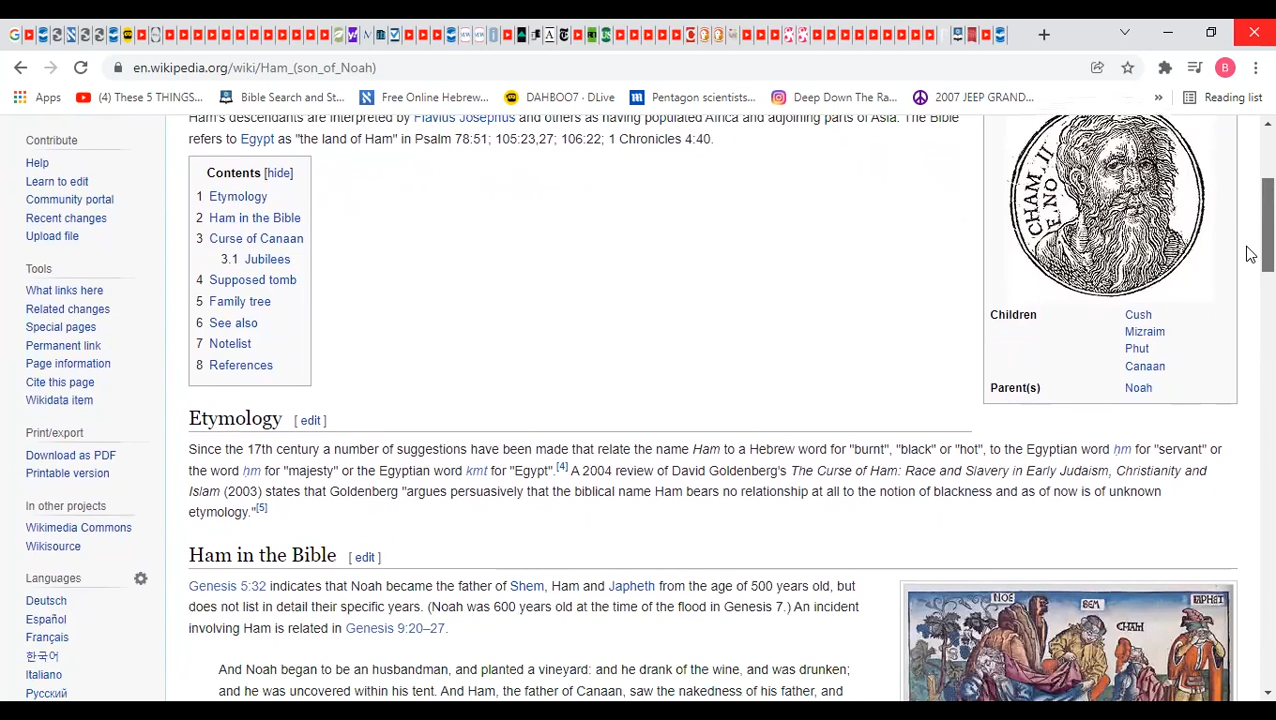 en.wikipedia.org/wiki/Ham_(son_of_Noah)
B
Apps
(4) These 5 THINGS...
Bible Search and St...
Free Online Hebrew...
DAHBOO7 - DLive
Pentagon scientists...
Deep Down The Ra...
2007 JEEP GRAND...
»
Reading list
Contribute
Help
Learn to edit
Community portal
Recent changes
Upload file
Tools
What links here
Related changes
Special pages
Permanent link
Page information
Cite this page
Wikidata item
Print/export
Download as PDF
Printable version
In other projects
Wikimedia Commons
Wikisource
Languages
Deutsch
Español
Français
한국어
Italiano
Русский
Ham's descendants are interpreted by Flavius Josephus and others as having populated Africa and adjoining parts of Asia. The Bible
refers to Egypt as "the land of Ham" in Psalm 78:51; 105:23,27; 106:22; 1 Chronicles 4:40.
Contents [hide]
1 Etymology
2 Ham in the Bible
3 Curse of Canaan
3.1 Jubilees
4 Supposed tomb
5 Family tree
6 See also
7 Notelist
8 References
CHAM II
E. NO
Children Cush
Mizraim
Phut
Canaan
Parent(s) Noah
Etymology [ edit ]
Since the 17th century a number of suggestions have been made that relate the name Ham to a Hebrew word for "burnt", "black" or "hot", to the Egyptian word ḥm for "servant" or
the word ḥm for "majesty" or the Egyptian word kmt for "Egypt".[4] A 2004 review of David Goldenberg's The Curse of Ham: Race and Slavery in Early Judaism, Christianity and
Islam (2003) states that Goldenberg "argues persuasively that the biblical name Ham bears no relationship at all to the notion of blackness and as of now is of unknown
etymology."[5]
Ham in the Bible [ edit ]
Genesis 5:32 indicates that Noah became the father of Shem, Ham and Japheth from the age of 500 years old, but
does not list in detail their specific years. (Noah was 600 years old at the time of the flood in Genesis 7.) An incident
involving Ham is related in Genesis 9:20–27.
And Noah began to be an husbandman, and planted a vineyard: and he drank of the wine, and was drunken;
and he was uncovered within his tent. And Ham, the father of Canaan, saw the nakedness of his father, and
NOE
SEM
CHAM
IAPHET